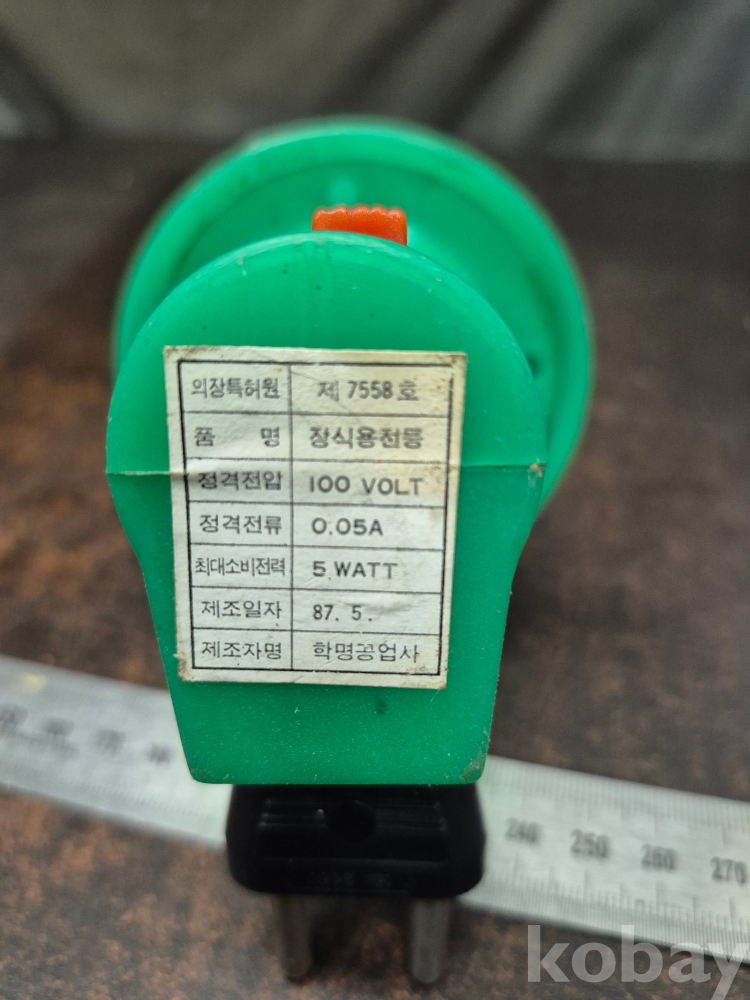 의장특허원 제 7558 호
품 명 장식용전등
정격전압 100 VOLT
정격전류 0.05A
최대소비전력 5 WATT
제조일자 87. 5.
제조자명 학명공업사
240 250 260 270
kobay